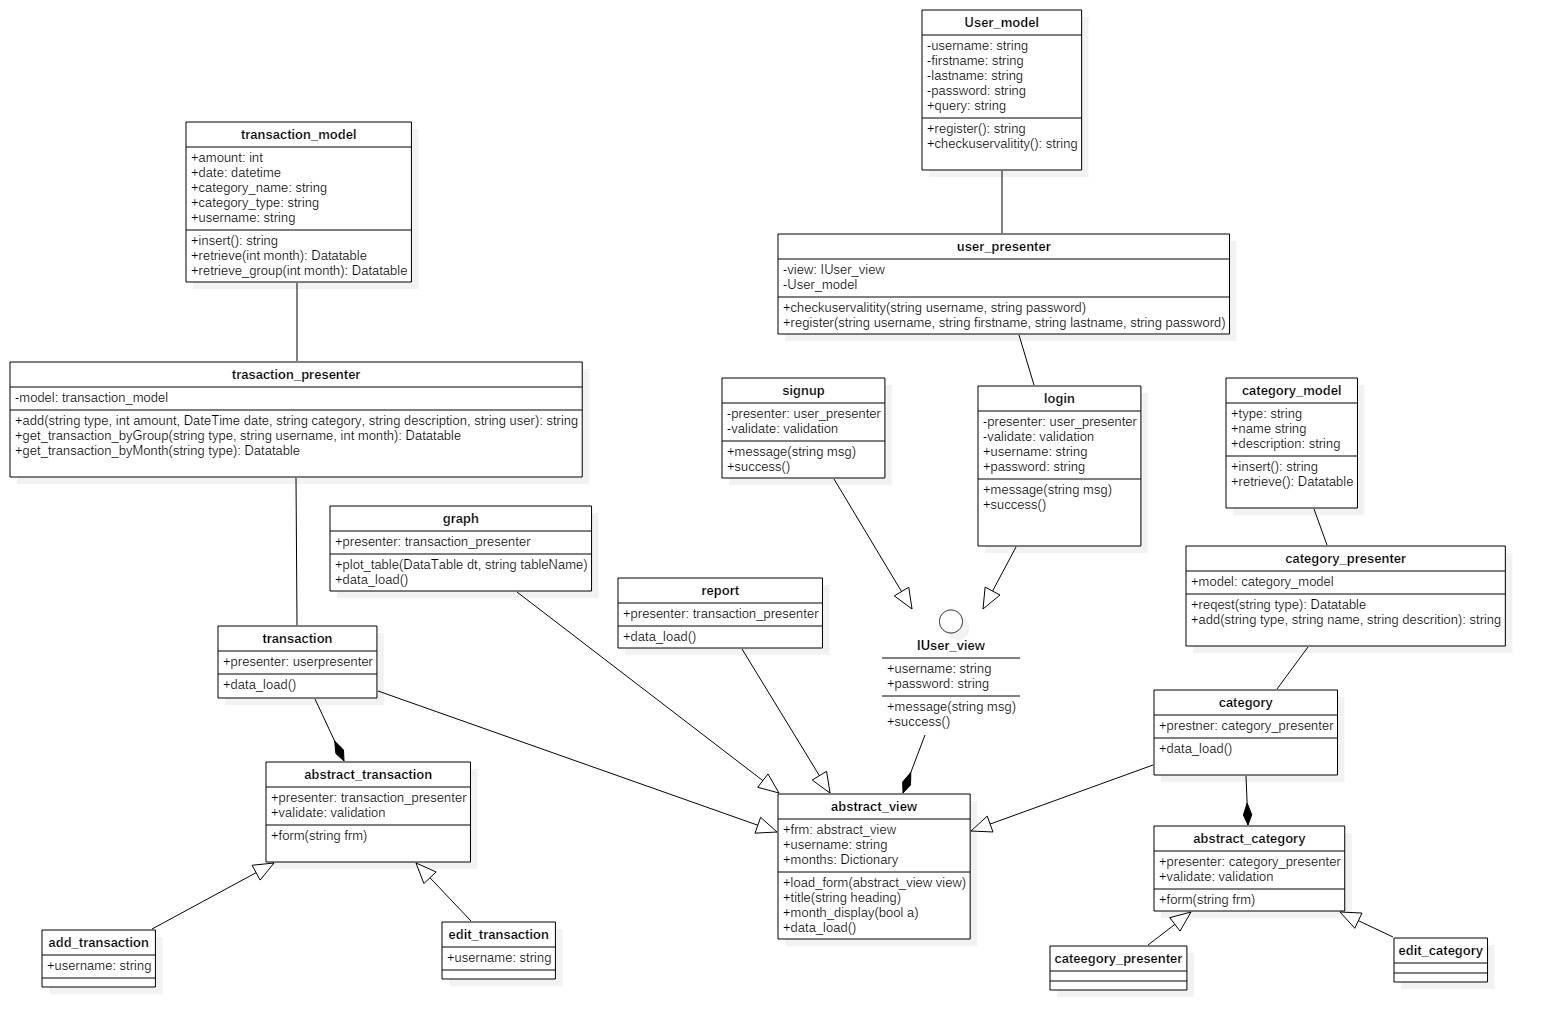 User_model
-username: string
-firstname: string
-lastname: string
-password: string
+query: string
+register(): string
+checkuservalitity(): string
transaction_model
+amount: int
+date: datetime
+category_name: string
+category_type: string
+username: string
+insert(): string
+retrieve(int month): Datatable
+retrieve_group(int month): Datatable
user_presenter
-view: IUser_view
-User_model
+checkuservalitity(string username, string password)
+register(string username, string firstname, string lastname, string password)
trasaction_presenter
-model: transaction_model
+add(string type, int amount, DateTime date, string category, string description, string user): string
+get_transaction_byGroup(string type, string username, int month): Datatable
+get_transaction_byMonth(string type): Datatable
signup
-presenter: user_presenter
-validate: validation
+message(string msg)
+success()
login
-presenter: user_presenter
-validate: validation
+username: string
+password: string
+message(string msg)
+success()
category_model
+type: string
+name string
+description: string
+insert(): string
+retrieve(): Datatable
graph
+presenter: transaction_presenter
+plot_table(DataTable dt, string tableName)
+data_load()
report
+presenter: transaction_presenter
+data_load()
category_presenter
+model: category_model
+reqest(string type): Datatable
+add(string type, string name, string descrition): string
IUser_view
+username: string
+password: string
+message(string msg)
+success()
transaction
+presenter: userpresenter
+data_load()
category
+prestner: category_presenter
+data_load()
abstract_transaction
+presenter: transaction_presenter
+validate: validation
+form(string frm)
abstract_view
+frm: abstract_view
+username: string
+months: Dictionary
+load_form(abstract_view view)
+title(string heading)
+month_display(bool a)
+data_load()
abstract_category
+presenter: category_presenter
+validate: validation
+form(string frm)
add_transaction
+username: string
edit_transaction
+username: string
cateegory_presenter
edit_category